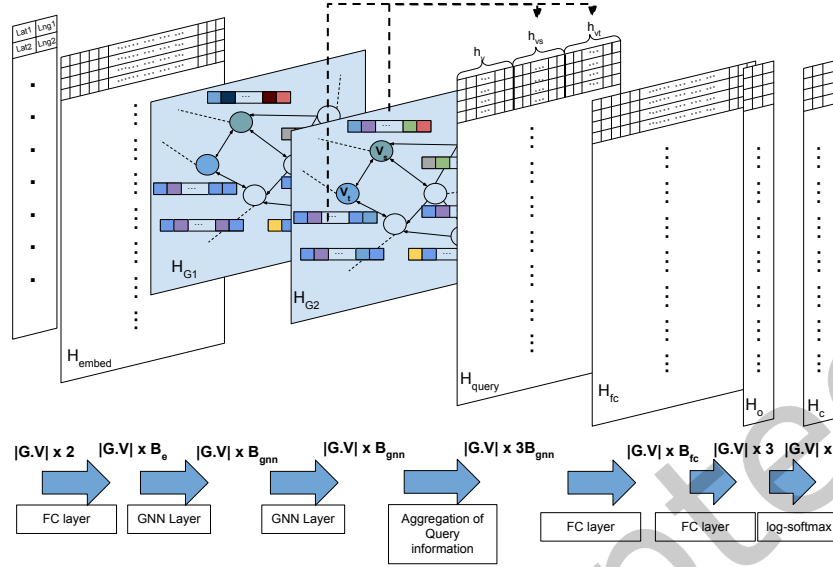 Lat1 Lng1
Lat2 Lng2
h_vs h_vt
V_t
H_G1
H_G2
H_embed
H_query
H_fc
H_o
H_c
|G.V| x 2 |G.V| x B_e |G.V| x B_gnn |G.V| x B_gnn |G.V| x 3B_gnn |G.V| x B_fc |G.V| x 3 |G.V| x
FC layer GNN Layer GNN Layer Aggregation of Query information FC layer FC layer log-softmax